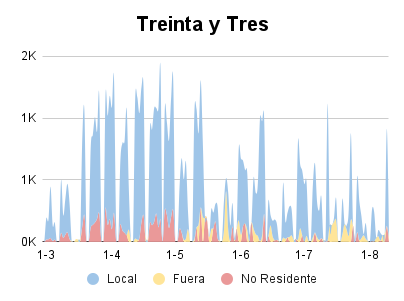 Treinta y Tres
2K
1K
1K
0K
1-3 1-4 1-5 1-6 1-7 1-8
Local Fuera No Residente